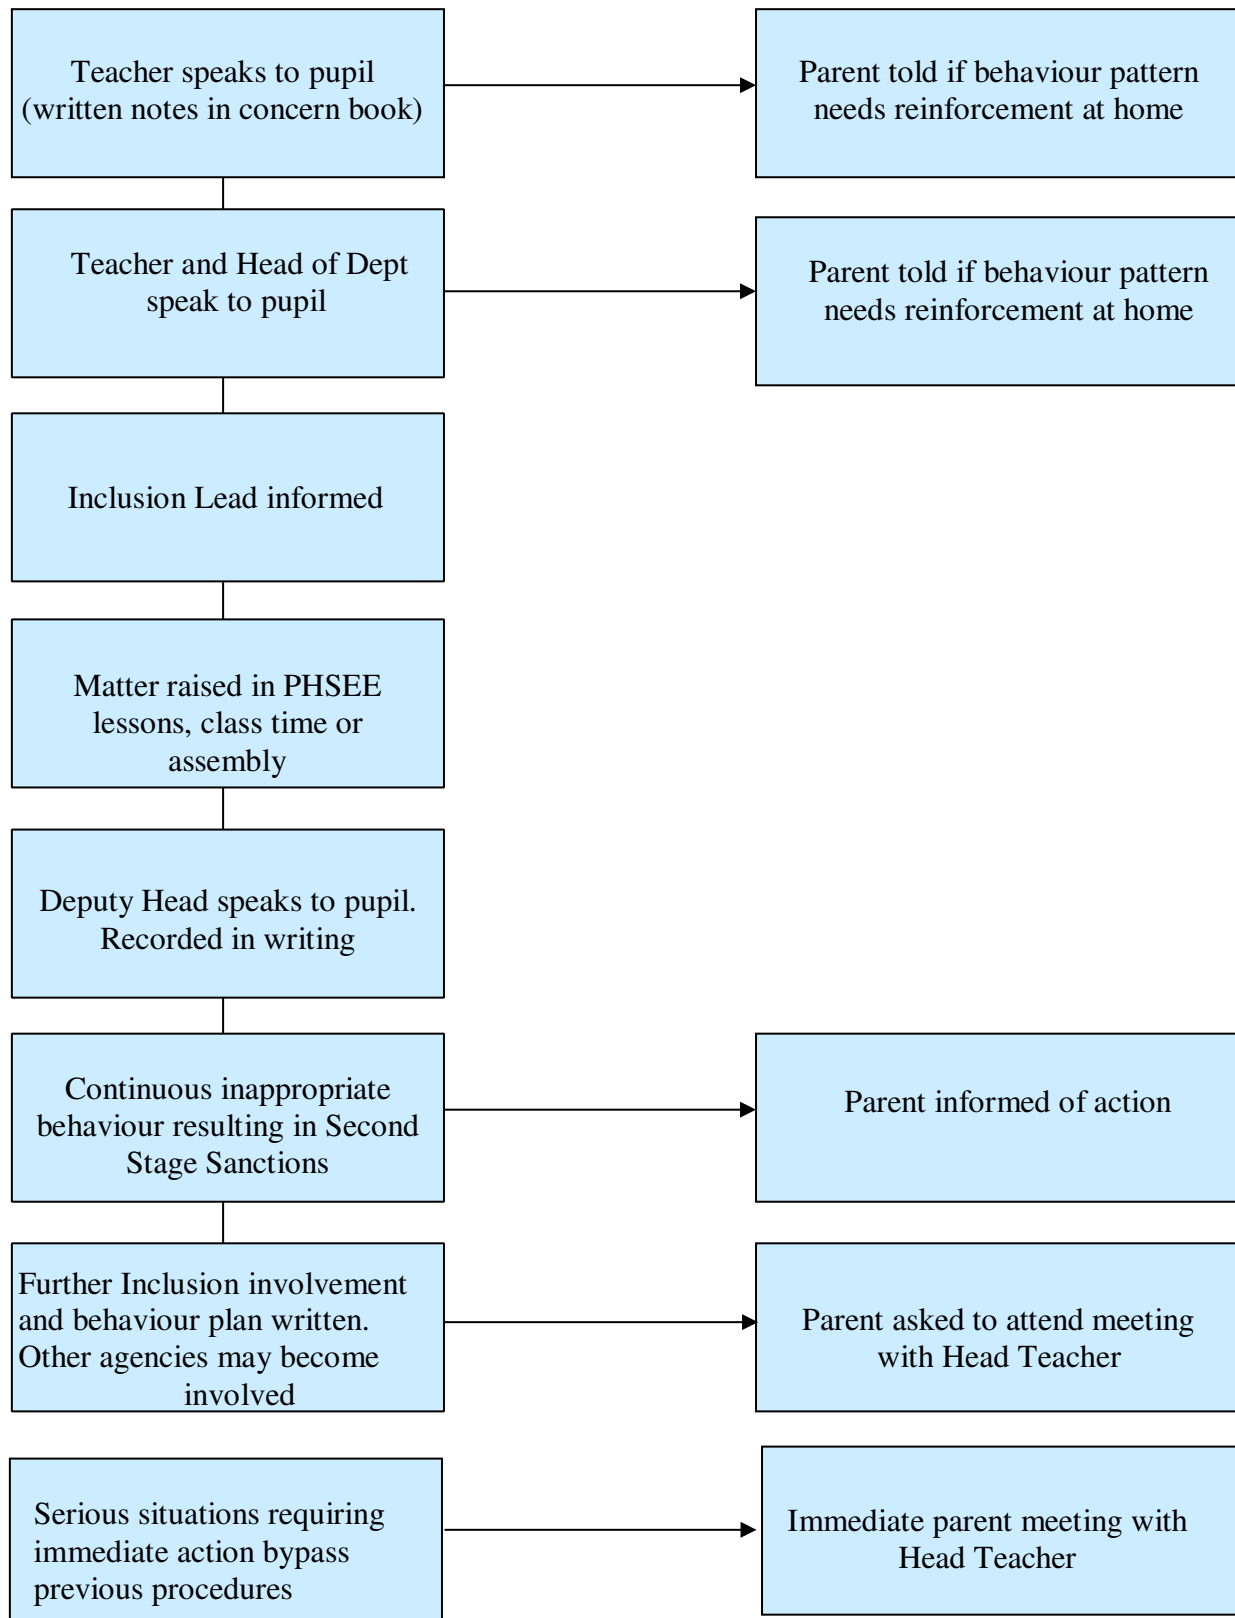 Teacher speaks to pupil
(written notes in concern book)
Parent told if behaviour pattern
needs reinforcement at home
Teacher and Head of Dept
speak to pupil
Parent told if behaviour pattern
needs reinforcement at home
Inclusion Lead informed
Matter raised in PHSEE
lessons, class time or
assembly
Deputy Head speaks to pupil.
Recorded in writing
Continuous inappropriate
behaviour resulting in Second
Stage Sanctions
Parent informed of action
Further Inclusion involvement
and behaviour plan written.
Other agencies may become
involved
Parent asked to attend meeting
with Head Teacher
Serious situations requiring
immediate action bypass
previous procedures
Immediate parent meeting with
Head Teacher